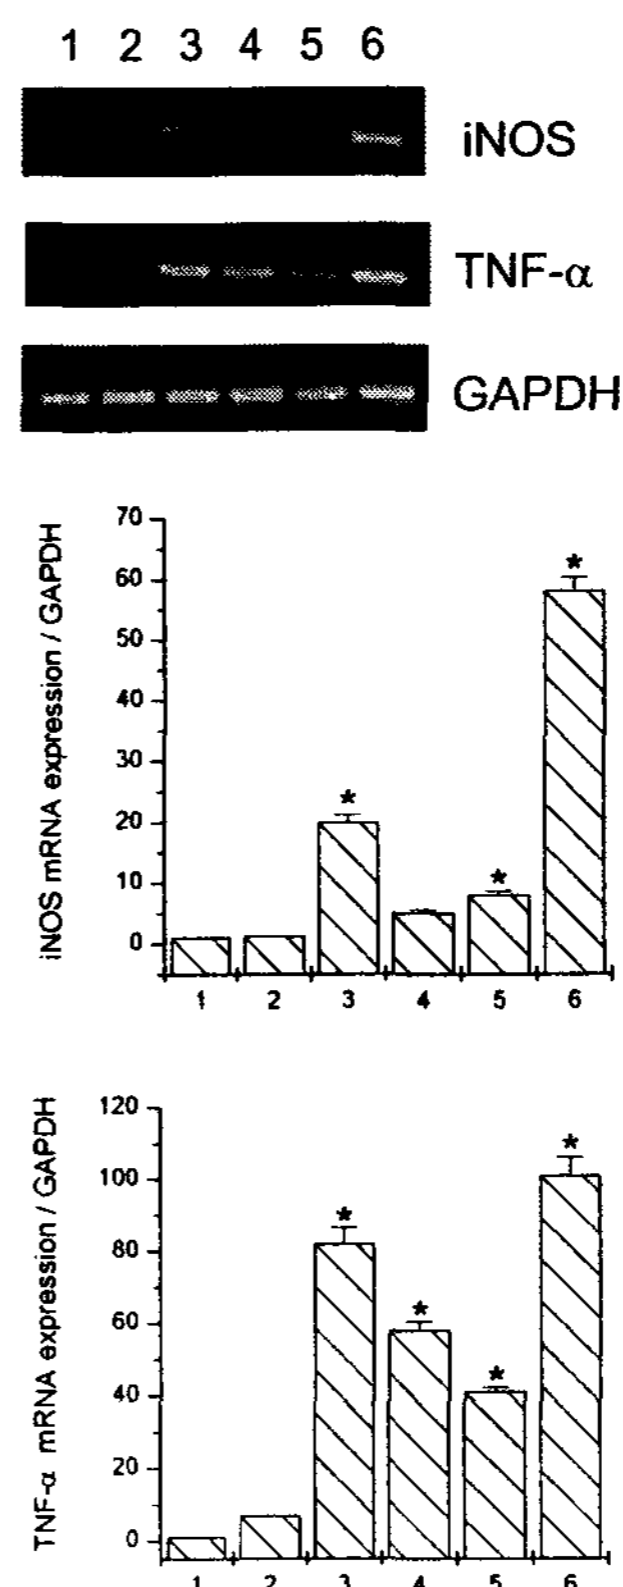 1 2 3 4 5 6
iNOS
TNF-α
GAPDH
iNOS mRNA expression / GAPDH
70
60
50
40
30
20
10
0
*
*
*
1 2 3 4 5 6
TNF-α mRNA expression / GAPDH
120
100
80
60
40
20
0
*
*
*
*
1 2 3 4 5 6